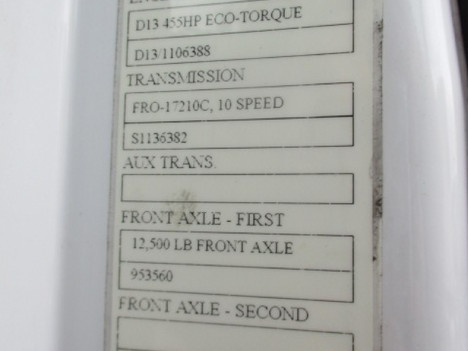 D13 455HP ECO-TORQUE
D13/1106388
TRANSMISSION
FRO-17210C, 10 SPEED
S1136382
AUX TRANS.
FRONT AXLE - FIRST
12,500 LB FRONT AXLE
953560
FRONT AXLE - SECOND